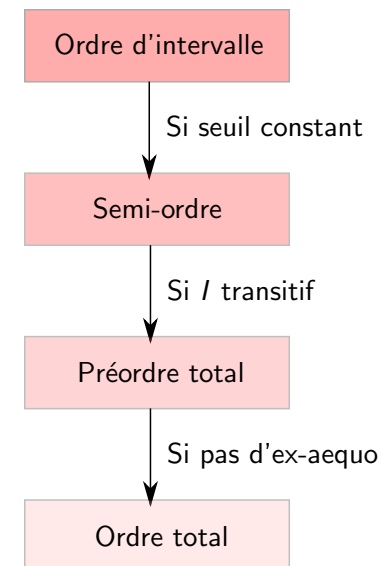 Ordre d'intervalle
Si seuil constant
Semi-ordre
Si I transitif
Préordre total
Si pas d'ex-aequo
Ordre total